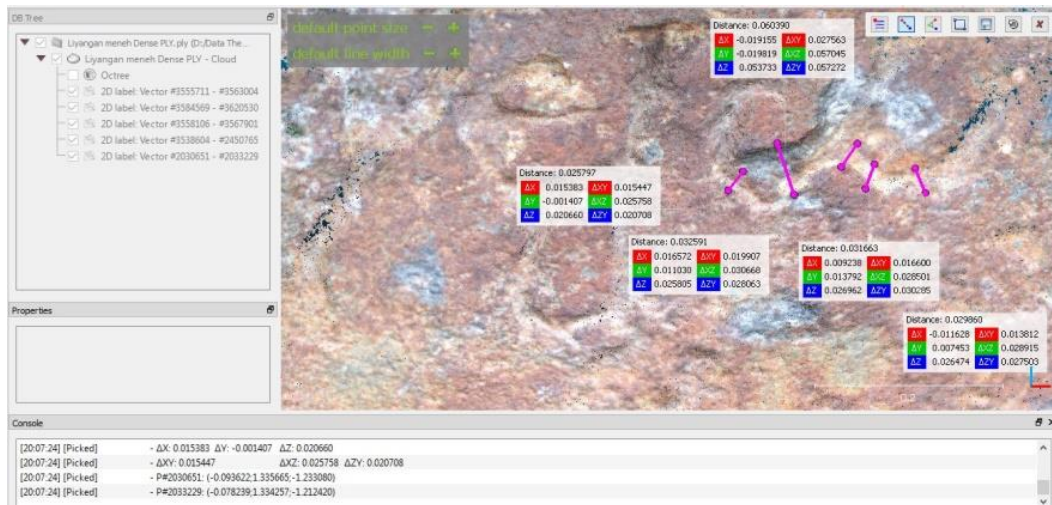 DB Tree
Liyangan meneh Dense PLY.ply (D:/Data The...
Liyangan meneh Dense PLY - Cloud
Octree
2D label: Vector #3555711 - #3563004
2D label: Vector #3584569 - #3620530
2D label: Vector #3558106 - #3567901
2D label: Vector #3538604 - #2450765
2D label: Vector #2030651 - #2033229
Properties
default point size - +
default line width - +
Distance: 0.060390
ΔX -0.019155 ΔXY 0.027563
ΔY -0.019819 ΔXZ 0.057045
ΔZ -0.053733 ΔZY 0.057272
Distance: 0.025797
ΔX 0.015383 ΔXY 0.015447
ΔY -0.001407 ΔXZ 0.025758
ΔZ 0.020660 ΔZY 0.020708
Distance: 0.032591
ΔX 0.016572 ΔXY 0.019907
ΔY 0.011030 ΔXZ 0.030668
ΔZ 0.025805 ΔZY 0.028063
Distance: 0.031663
ΔX 0.009238 ΔXY 0.016600
ΔY 0.013792 ΔXZ 0.028501
ΔZ 0.026962 ΔZY 0.030285
Distance: 0.029860
ΔX -0.011628 ΔXY 0.013812
ΔY 0.007453 ΔXZ 0.028915
ΔZ 0.026474 ΔZY 0.027503
0.2
Console
[20:07:24] [Picked] - ΔX: 0.015383 ΔY: -0.001407 ΔZ: 0.020660
[20:07:24] [Picked] - ΔXY: 0.015447 ΔXZ: 0.025758 ΔZY: 0.020708
[20:07:24] [Picked] - P#2030651: (-0.093622;1.335665;-1.233080)
[20:07:24] [Picked] - P#2033229: (-0.078239;1.334257;-1.212420)